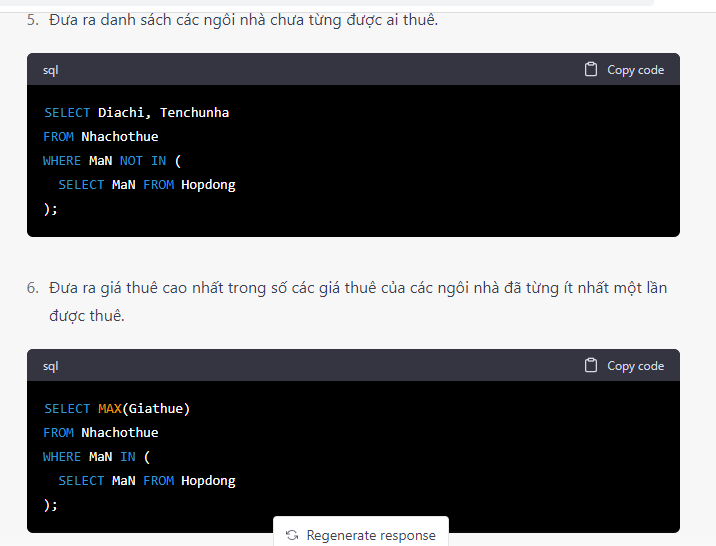 5. Đưa ra danh sách các ngôi nhà chưa từng được ai thuê.
sql Copy code
SELECT Diachi, Tenchunha
FROM Nhachothue
WHERE MaN NOT IN (
SELECT MaN FROM Hopdong
);
6. Đưa ra giá thuê cao nhất trong số các giá thuê của các ngôi nhà đã từng ít nhất một lần
được thuê.
sql Copy code
SELECT MAX(Giathue)
FROM Nhachothue
WHERE MaN IN (
SELECT MaN FROM Hopdong
);
Regenerate response